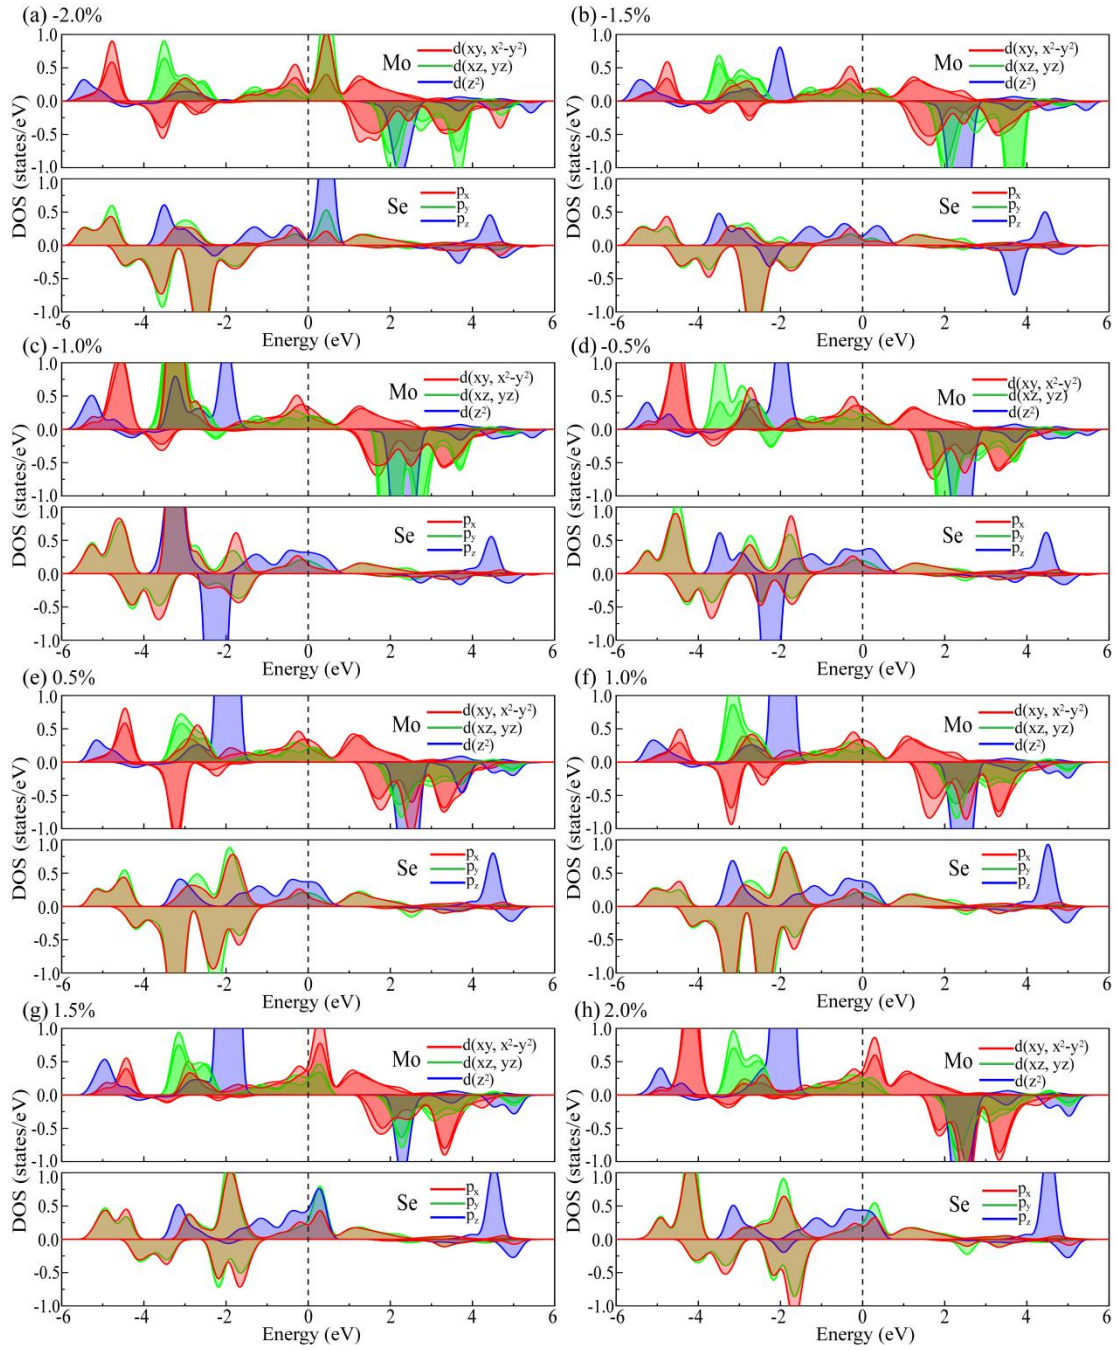 (a) -2.0%
DOS (states/eV)
1.0
0.5
0.0
-0.5
-1.0
Mo
d(xy, x²-y²)
d(xz, yz)
d(z²)
1.0
0.5
0.0
-0.5
-1.0
Se
pₓ
p_y
p_z
-6 -4 -2 0 2 4 6
Energy (eV)
(b) -1.5%
DOS (states/eV)
1.0
0.5
0.0
-0.5
-1.0
Mo
d(xy, x²-y²)
d(xz, yz)
d(z²)
1.0
0.5
0.0
-0.5
-1.0
Se
pₓ
p_y
p_z
-6 -4 -2 0 2 4 6
Energy (eV)
(c) -1.0%
DOS (states/eV)
1.0
0.5
0.0
-0.5
-1.0
Mo
d(xy, x²-y²)
d(xz, yz)
d(z²)
1.0
0.5
0.0
-0.5
-1.0
Se
pₓ
p_y
p_z
-6 -4 -2 0 2 4 6
Energy (eV)
(d) -0.5%
DOS (states/eV)
1.0
0.5
0.0
-0.5
-1.0
Mo
d(xy, x²-y²)
d(xz, yz)
d(z²)
1.0
0.5
0.0
-0.5
-1.0
Se
pₓ
p_y
p_z
-6 -4 -2 0 2 4 6
Energy (eV)
(e) 0.5%
DOS (states/eV)
1.0
0.5
0.0
-0.5
-1.0
Mo
d(xy, x²-y²)
d(xz, yz)
d(z²)
1.0
0.5
0.0
-0.5
-1.0
Se
pₓ
p_y
p_z
-6 -4 -2 0 2 4 6
Energy (eV)
(f) 1.0%
DOS (states/eV)
1.0
0.5
0.0
-0.5
-1.0
Mo
d(xy, x²-y²)
d(xz, yz)
d(z²)
1.0
0.5
0.0
-0.5
-1.0
Se
pₓ
p_y
p_z
-6 -4 -2 0 2 4 6
Energy (eV)
(g) 1.5%
DOS (states/eV)
1.0
0.5
0.0
-0.5
-1.0
Mo
d(xy, x²-y²)
d(xz, yz)
d(z²)
1.0
0.5
0.0
-0.5
-1.0
Se
pₓ
p_y
p_z
-6 -4 -2 0 2 4 6
Energy (eV)
(h) 2.0%
DOS (states/eV)
1.0
0.5
0.0
-0.5
-1.0
Mo
d(xy, x²-y²)
d(xz, yz)
d(z²)
1.0
0.5
0.0
-0.5
-1.0
Se
pₓ
p_y
p_z
-6 -4 -2 0 2 4 6
Energy (eV)